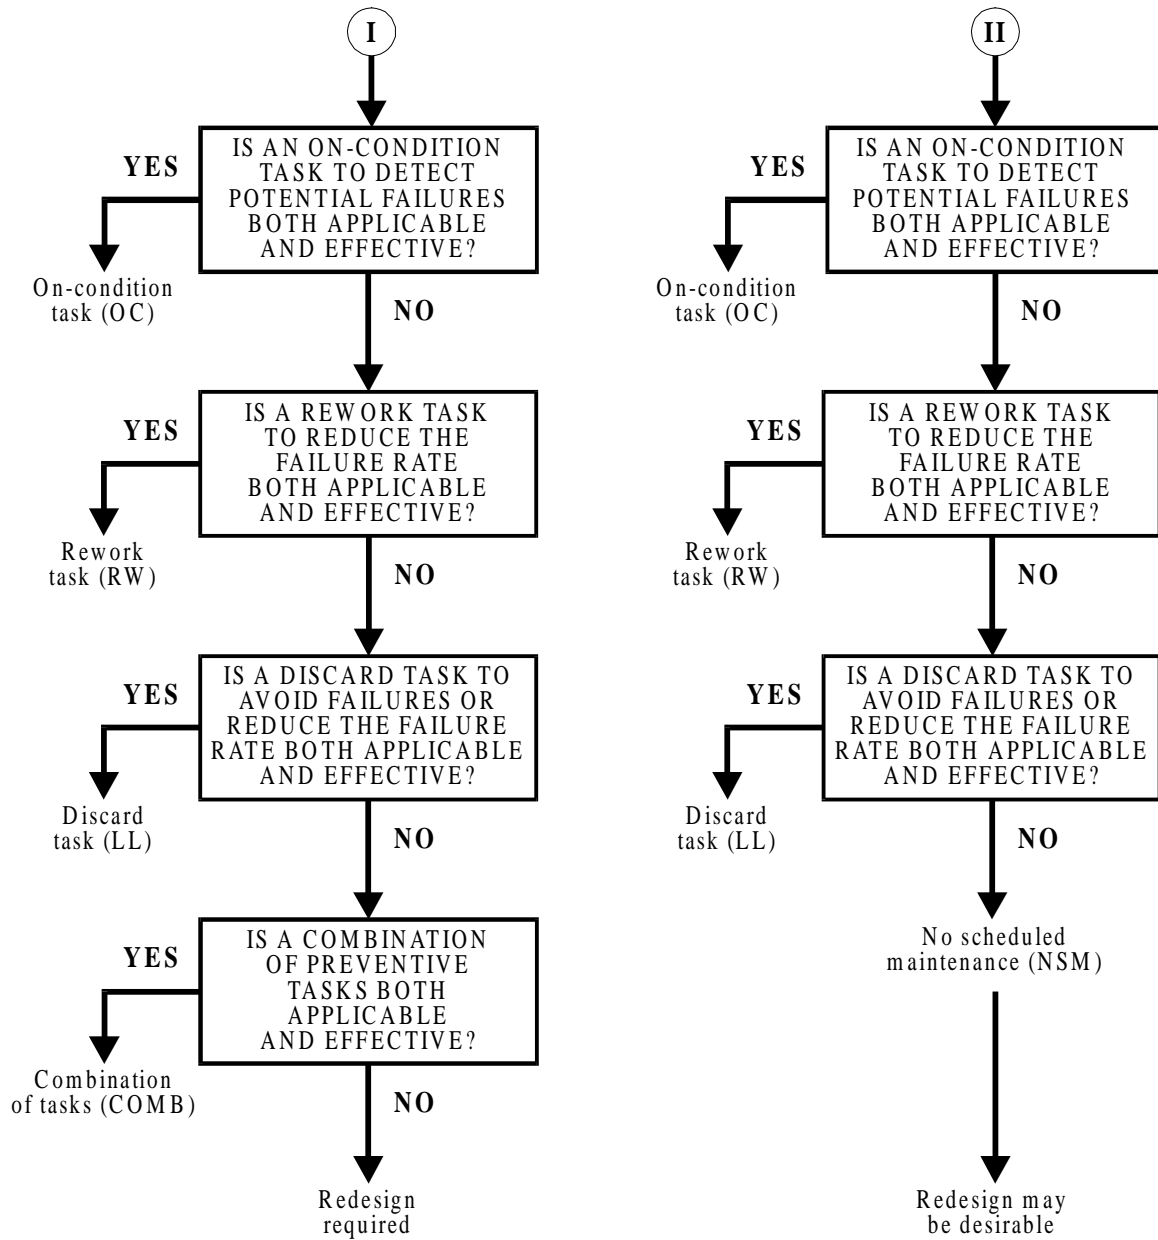 I
IS AN ON-CONDITION
TASK TO DETECT
POTENTIAL FAILURES
BOTH APPLICABLE
AND EFFECTIVE?
YES
On-condition
task (OC)
NO
IS A REWORK TASK
TO REDUCE THE
FAILURE RATE
BOTH APPLICABLE
AND EFFECTIVE?
YES
Rework
task (RW)
NO
IS A DISCARD TASK TO
AVOID FAILURES OR
REDUCE THE FAILURE
RATE BOTH APPLICABLE
AND EFFECTIVE?
YES
Discard
task (LL)
NO
IS A COMBINATION
OF PREVENTIVE
TASKS BOTH
APPLICABLE
AND EFFECTIVE?
YES
Combination
of tasks (COMB)
NO
Redesign
required
II
IS AN ON-CONDITION
TASK TO DETECT
POTENTIAL FAILURES
BOTH APPLICABLE
AND EFFECTIVE?
YES
On-condition
task (OC)
NO
IS A REWORK TASK
TO REDUCE THE
FAILURE RATE
BOTH APPLICABLE
AND EFFECTIVE?
YES
Rework
task (RW)
NO
IS A DISCARD TASK TO
AVOID FAILURES OR
REDUCE THE FAILURE
RATE BOTH APPLICABLE
AND EFFECTIVE?
YES
Discard
task (LL)
NO
No scheduled
maintenance (NSM)
Redesign may
be desirable